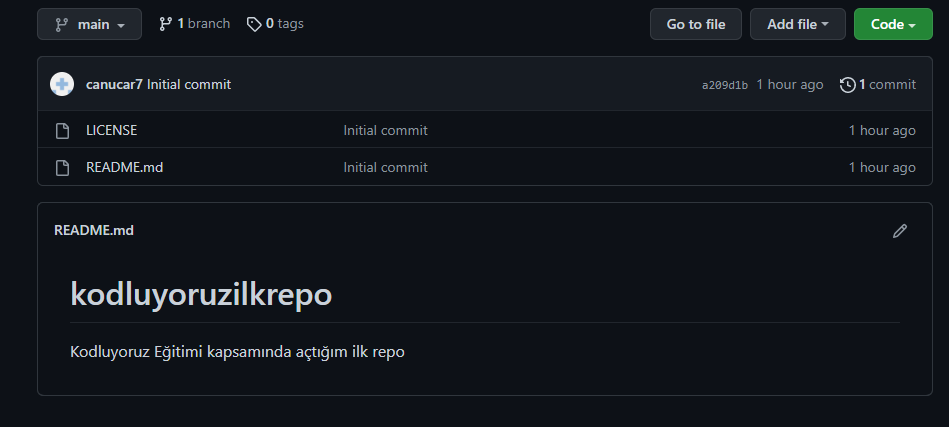 main 1 branch 0 tags Go to file Add file Code
canucar7 Initial commit a209d1b 1 hour ago 1 commit
LICENSE Initial commit 1 hour ago
README.md Initial commit 1 hour ago
README.md
kodluyoruzilkrepo
Kodluyoruz Eğitimi kapsamında açtığım ilk repo